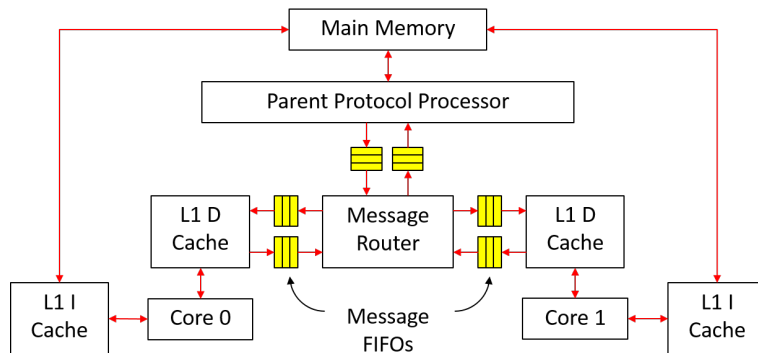 Main Memory
Parent Protocol Processor
L1 D
Cache
Message
Router
L1 D
Cache
L1 I
Cache
Core 0
Message
FIFOs
Core 1
L1 I
Cache